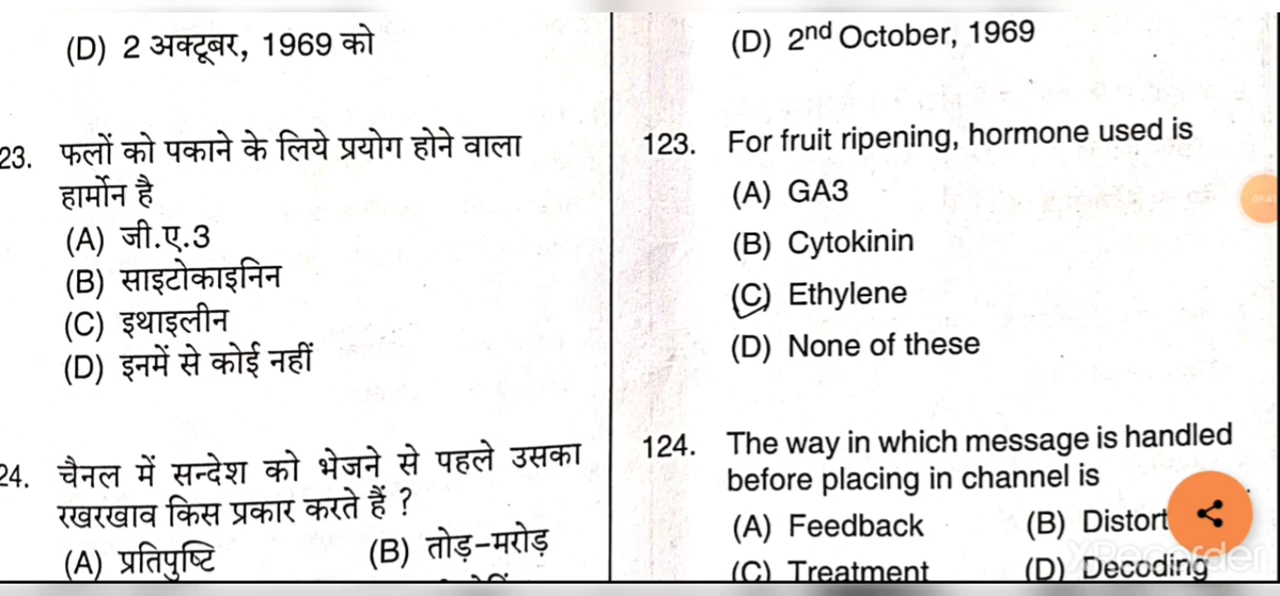 (D) 2 अक्टूबर, 1969 को
23. फलों को पकाने के लिये प्रयोग होने वाला
हार्मोन है
(A) जी.ए.3
(B) साइटोकाइनिन
(C) इथाइलीन
(D) इनमें से कोई नहीं
24. चैनल में सन्देश को भेजने से पहले उसका
रखरखाव किस प्रकार करते हैं ?
(A) प्रतिपुष्टि (B) तोड़-मरोड़
(D) 2nd October, 1969
123. For fruit ripening, hormone used is
(A) GA3
(B) Cytokinin
(C) Ethylene
(D) None of these
124. The way in which message is handled
before placing in channel is
(A) Feedback (B) Distort
(C) Treatment (D) Decoding
XRecorder
09:43